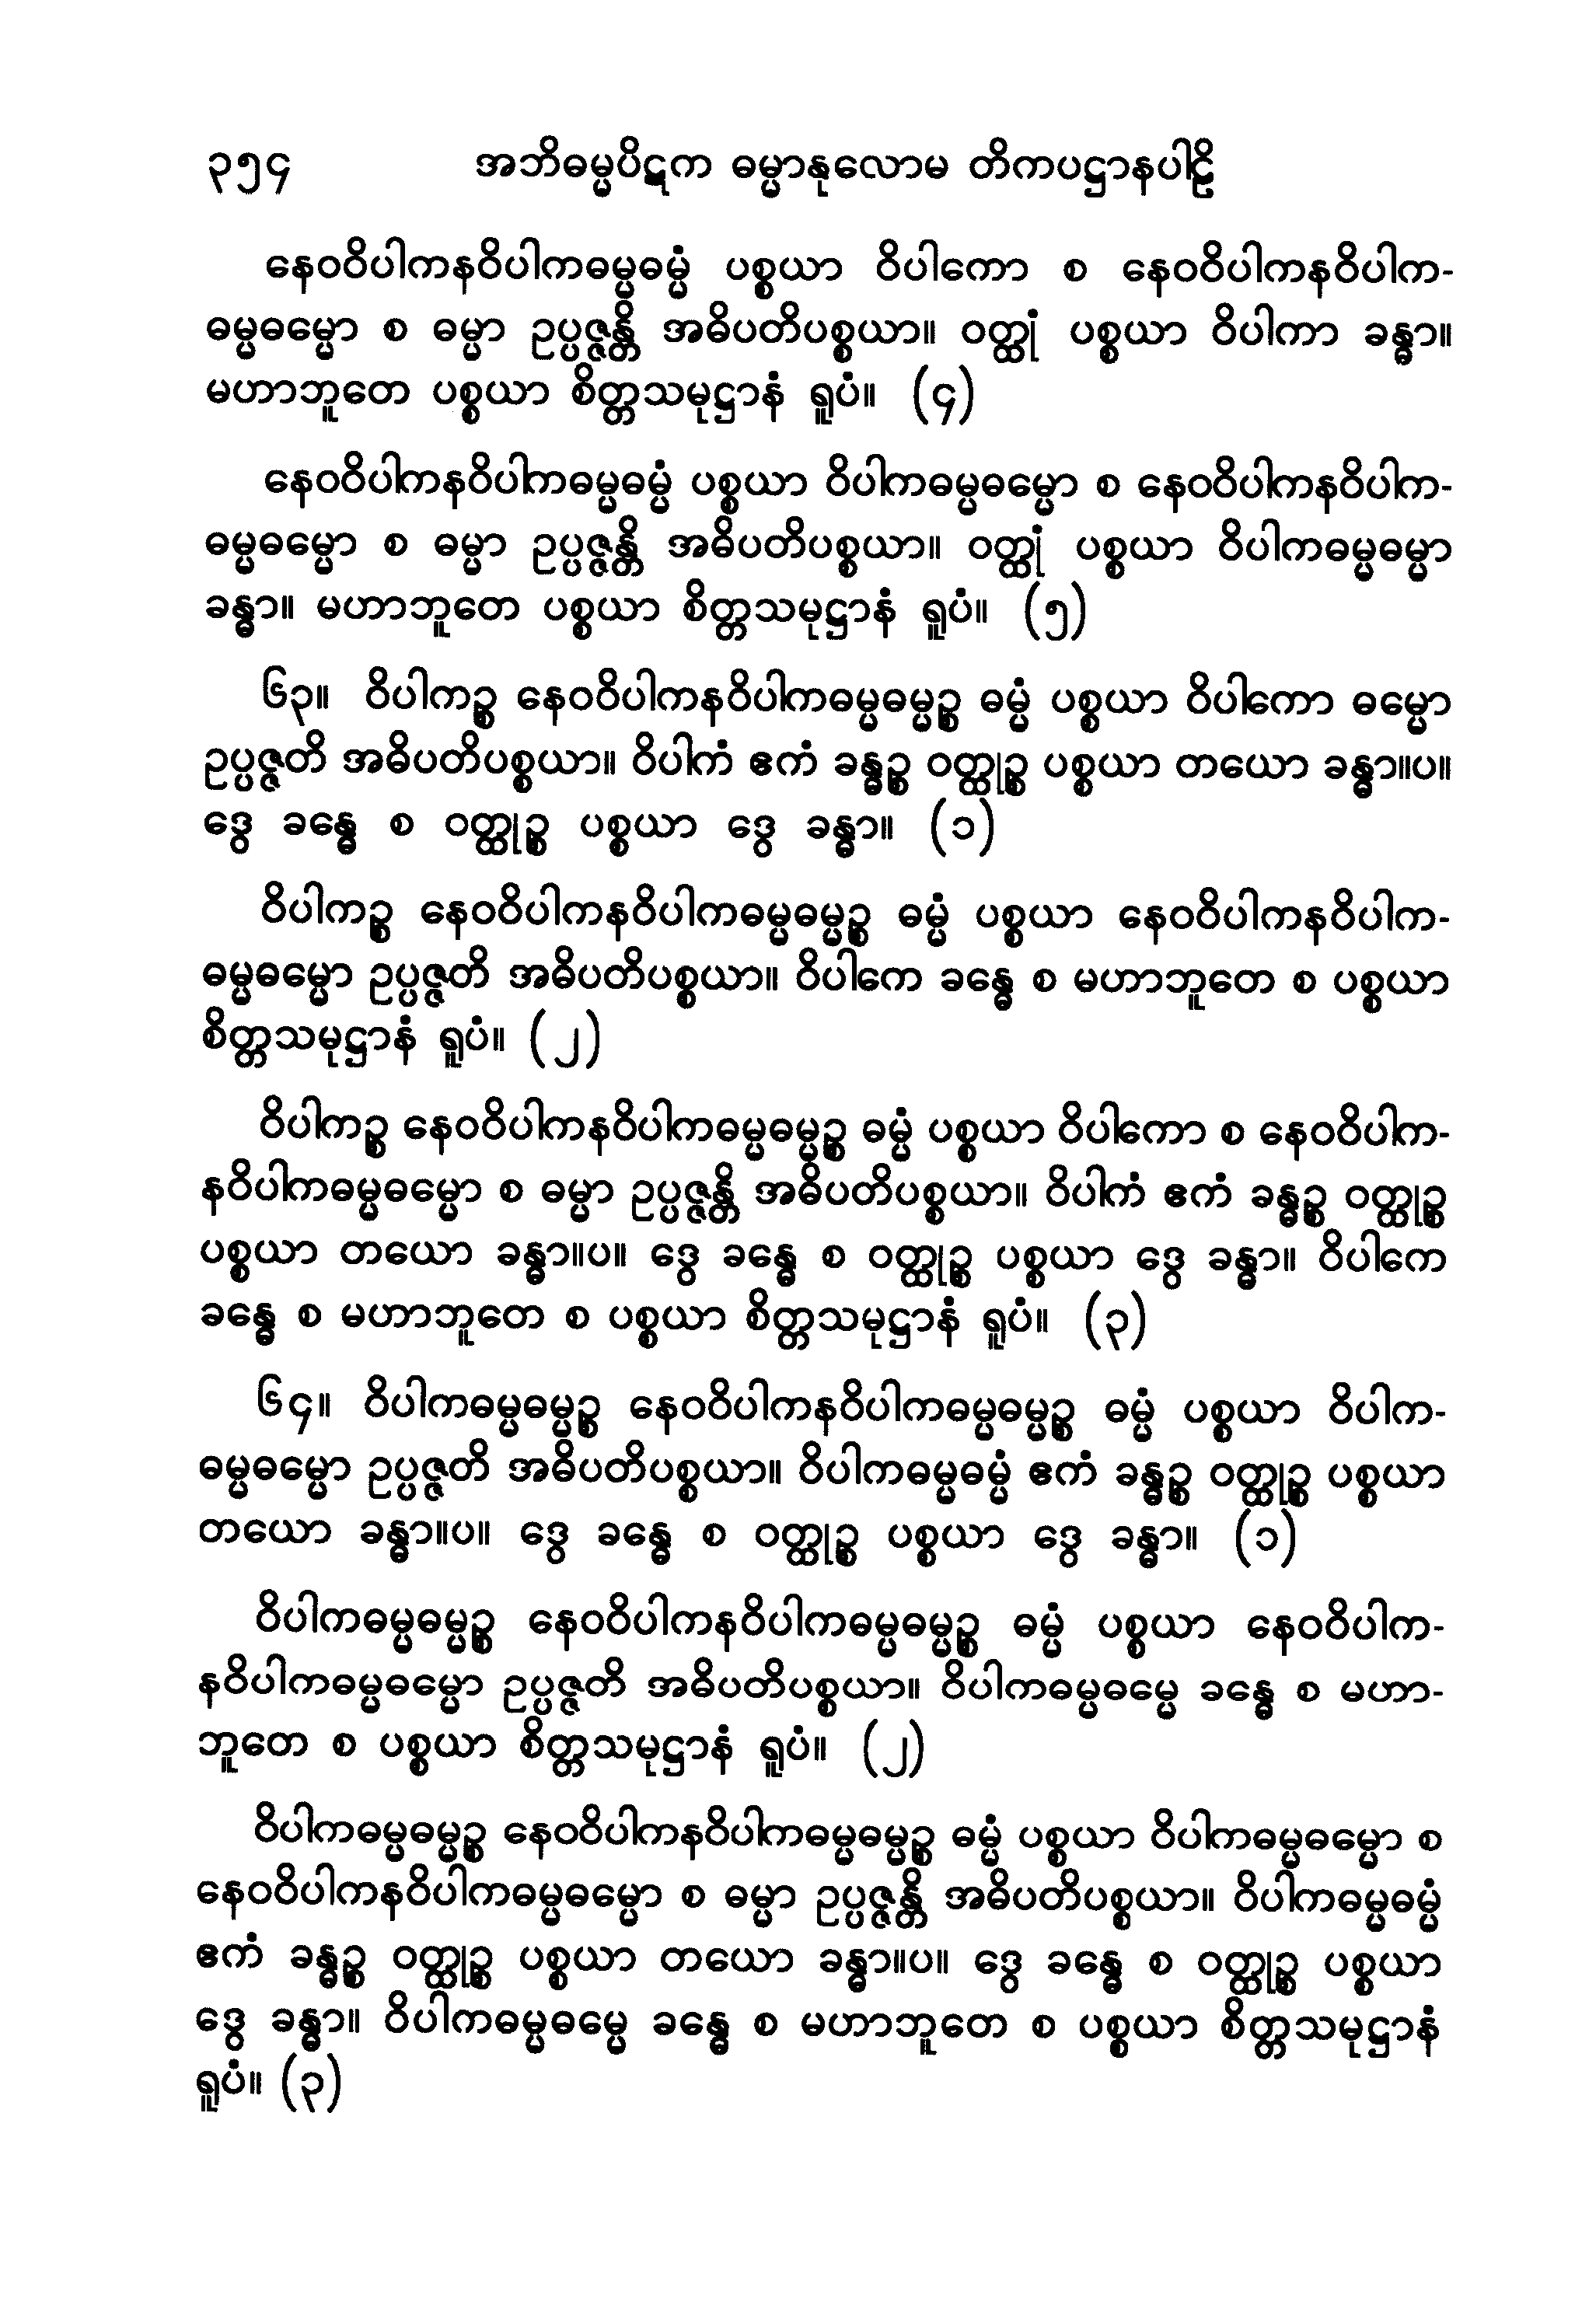 ၃၅၄ အဘိဓမ္မပိဋက ဓမ္မာနုလောမ တိကပဋ္ဌာနပါဠိ
နေဝဝိပါကနဝိပါကဓမ္မဓမ္မံ ပစ္စယာ ဝိပါကော စ နေဝဝိပါကနဝိပါက-
ဓမ္မဓမ္မော စ ဓမ္မာ ဥပ္ပဇ္ဇန္တိ အဓိပတိပစ္စယာ။ ဝတ္ထုံ ပစ္စယာ ဝိပါကာ ခန္ဓာ။
မဟာဘူတေ ပစ္စယာ စိတ္တသမုဋ္ဌာနံ ရူပံ။ (၄)
နေဝဝိပါကနဝိပါကဓမ္မဓမ္မံ ပစ္စယာ ဝိပါကဓမ္မဓမ္မော စ နေဝဝိပါကနဝိပါက-
ဓမ္မဓမ္မော စ ဓမ္မာ ဥပ္ပဇ္ဇန္တိ အဓိပတိပစ္စယာ။ ဝတ္ထုံ ပစ္စယာ ဝိပါကဓမ္မဓမ္မာ
ခန္ဓာ။ မဟာဘူတေ ပစ္စယာ စိတ္တသမုဋ္ဌာနံ ရူပံ။ (၅)
၆၃။ ဝိပါကဉ္စ နေဝဝိပါကနဝိပါကဓမ္မဓမ္မဉ္စ ဓမ္မံ ပစ္စယာ ဝိပါကော ဓမ္မော
ဥပ္ပဇ္ဇတိ အဓိပတိပစ္စယာ။ ဝိပါကံ ဧကံ ခန္ဓဉ္စ ဝတ္ထုဉ္စ ပစ္စယာ တယော ခန္ဓာ။ပ။
ဒွေ ခန္ဓေ စ ဝတ္ထုဉ္စ ပစ္စယာ ဒွေ ခန္ဓာ။ (၁)
ဝိပါကဉ္စ နေဝဝိပါကနဝိပါကဓမ္မဓမ္မဉ္စ ဓမ္မံ ပစ္စယာ နေဝဝိပါကနဝိပါက-
ဓမ္မဓမ္မော ဥပ္ပဇ္ဇတိ အဓိပတိပစ္စယာ။ ဝိပါကေ ခန္ဓေ စ မဟာဘူတေ စ ပစ္စယာ
စိတ္တသမုဋ္ဌာနံ ရူပံ။ (၂)
ဝိပါကဉ္စ နေဝဝိပါကနဝိပါကဓမ္မဓမ္မဉ္စ ဓမ္မံ ပစ္စယာ ဝိပါကော စ နေဝဝိပါက-
နဝိပါကဓမ္မဓမ္မော စ ဓမ္မာ ဥပ္ပဇ္ဇန္တိ အဓိပတိပစ္စယာ။ ဝိပါကံ ဧကံ ခန္ဓဉ္စ ဝတ္ထုဉ္စ
ပစ္စယာ တယော ခန္ဓာ။ပ။ ဒွေ ခန္ဓေ စ ဝတ္ထုဉ္စ ပစ္စယာ ဒွေ ခန္ဓာ။ ဝိပါကေ
ခန္ဓေ စ မဟာဘူတေ စ ပစ္စယာ စိတ္တသမုဋ္ဌာနံ ရူပံ။ (၃)
၆၄။ ဝိပါကဓမ္မဓမ္မဉ္စ နေဝဝိပါကနဝိပါကဓမ္မဓမ္မဉ္စ ဓမ္မံ ပစ္စယာ ဝိပါက-
ဓမ္မဓမ္မော ဥပ္ပဇ္ဇတိ အဓိပတိပစ္စယာ။ ဝိပါကဓမ္မဓမ္မံ ဧကံ ခန္ဓဉ္စ ဝတ္ထုဉ္စ ပစ္စယာ
တယော ခန္ဓာ။ပ။ ဒွေ ခန္ဓေ စ ဝတ္ထုဉ္စ ပစ္စယာ ဒွေ ခန္ဓာ။ (၁)
ဝိပါကဓမ္မဓမ္မဉ္စ နေဝဝိပါကနဝိပါကဓမ္မဓမ္မဉ္စ ဓမ္မံ ပစ္စယာ နေဝဝိပါက-
နဝိပါကဓမ္မဓမ္မော ဥပ္ပဇ္ဇတိ အဓိပတိပစ္စယာ။ ဝိပါကဓမ္မဓမ္မေ ခန္ဓေ စ မဟာ-
ဘူတေ စ ပစ္စယာ စိတ္တသမုဋ္ဌာနံ ရူပံ။ (၂)
ဝိပါကဓမ္မဓမ္မဉ္စ နေဝဝိပါကနဝိပါကဓမ္မဓမ္မဉ္စ ဓမ္မံ ပစ္စယာ ဝိပါကဓမ္မဓမ္မော စ
နေဝဝိပါကနဝိပါကဓမ္မဓမ္မော စ ဓမ္မာ ဥပ္ပဇ္ဇန္တိ အဓိပတိပစ္စယာ။ ဝိပါကဓမ္မဓမ္မံ
ဧကံ ခန္ဓဉ္စ ဝတ္ထုဉ္စ ပစ္စယာ တယော ခန္ဓာ။ပ။ ဒွေ ခန္ဓေ စ ဝတ္ထုဉ္စ ပစ္စယာ
ဒွေ ခန္ဓာ။ ဝိပါကဓမ္မဓမ္မေ ခန္ဓေ စ မဟာဘူတေ စ ပစ္စယာ စိတ္တသမုဋ္ဌာနံ
ရူပံ။ (၃)